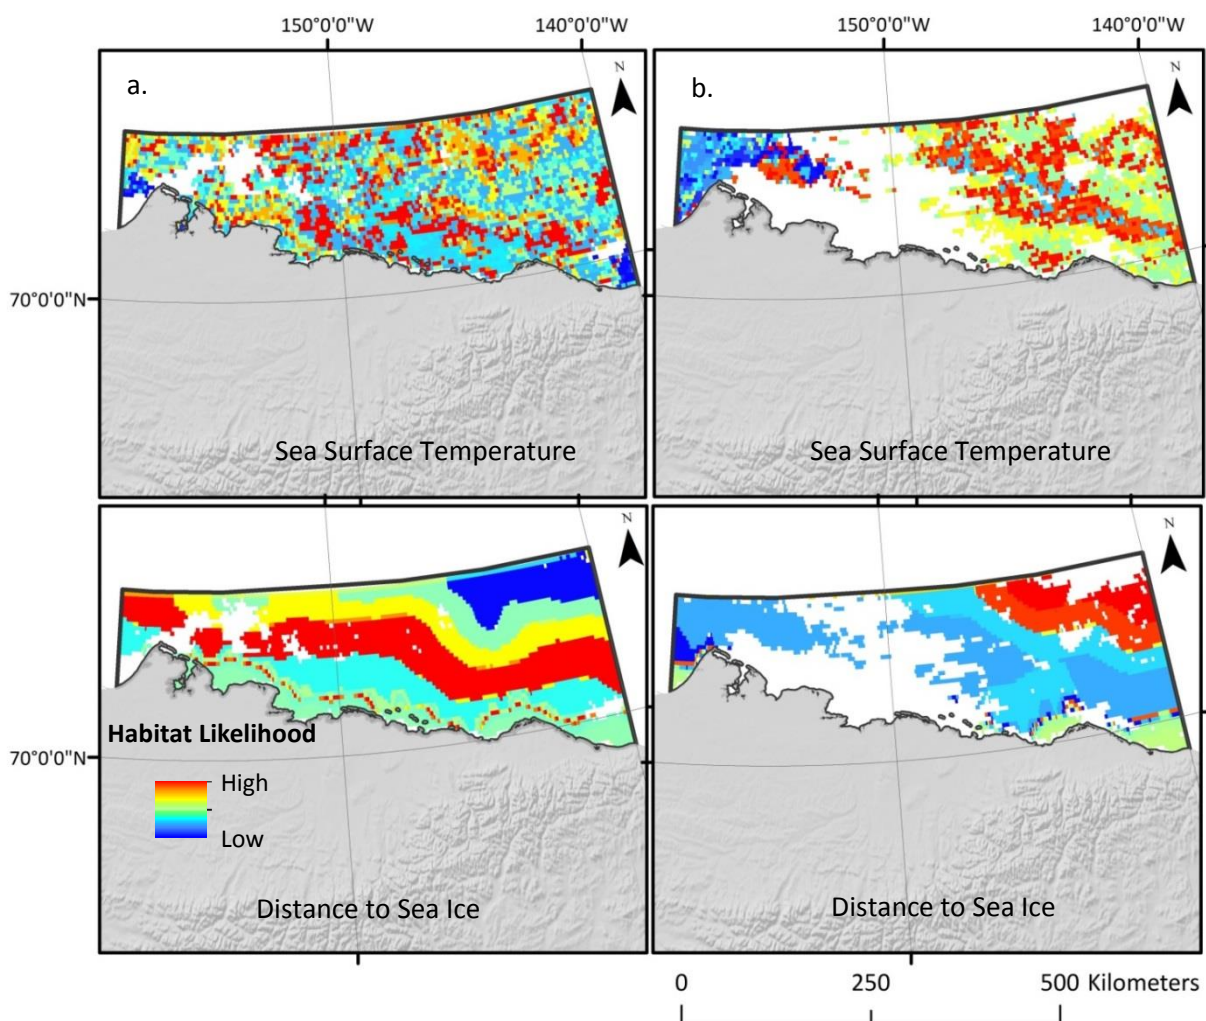 150°0'0"W
140°0'0"W
150°0'0"W
140°0'0"W
a.
N
b.
N
70°0'0"N
Sea Surface Temperature
Sea Surface Temperature
N
N
Habitat Likelihood
70°0'0"N
High
Low
Distance to Sea Ice
Distance to Sea Ice
0
250
500 Kilometers